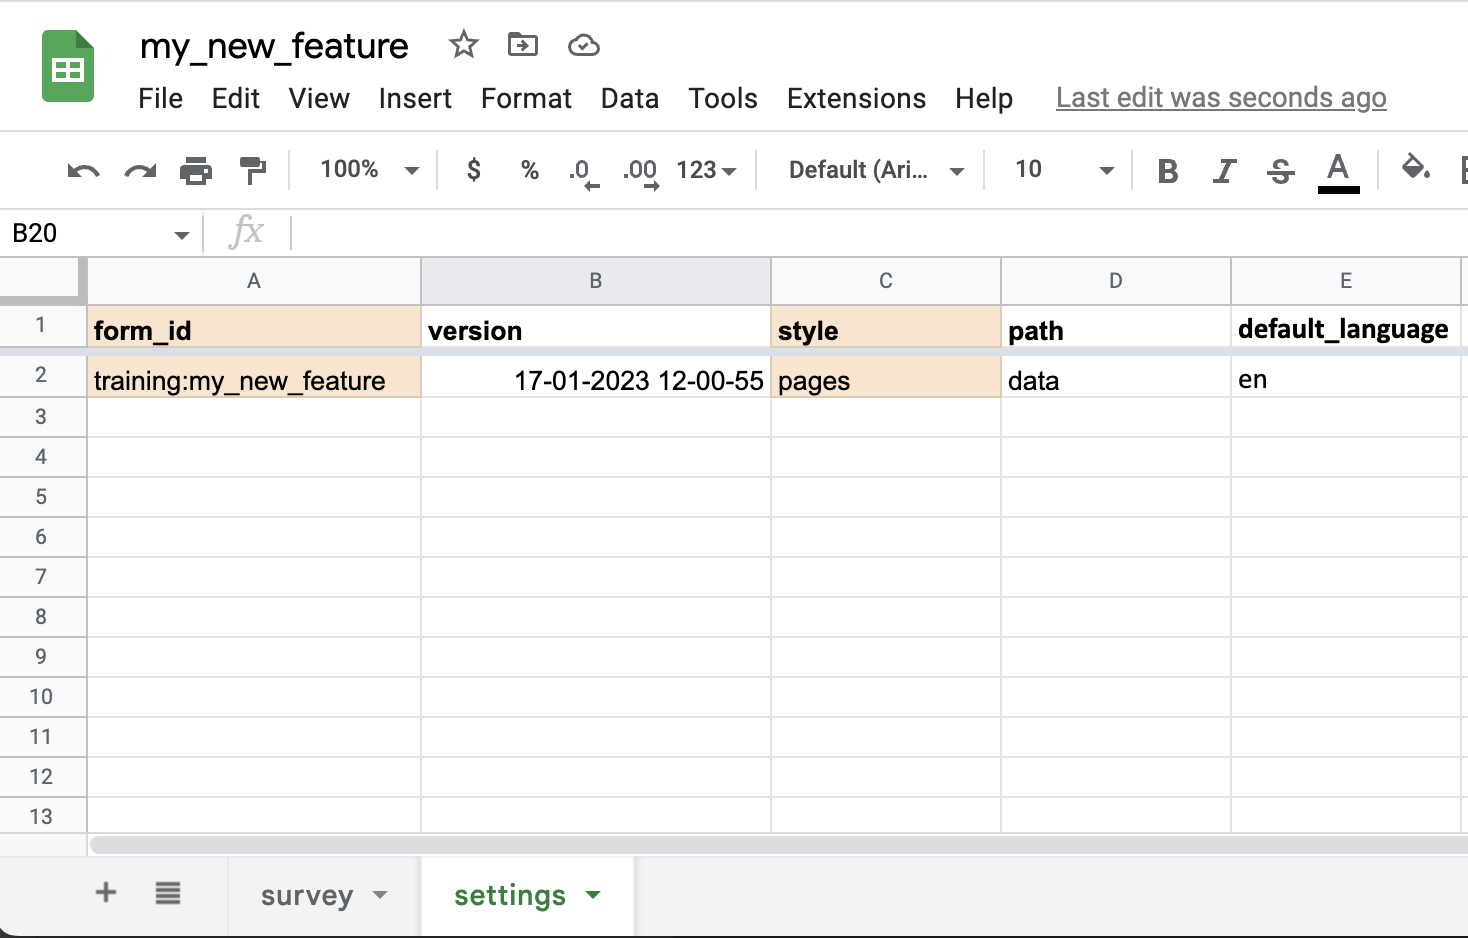 my_new_feature
File Edit View Insert Format Data Tools Extensions Help Last edit was seconds ago
100% $ % .0 .00 123 Default (Ari... 10 B I S A
B20 fx
A B C D E
1 form_id version style path default_language
2 training:my_new_feature 17-01-2023 12-00-55 pages data en
3
4
5
6
7
8
9
10
11
12
13
+ survey settings